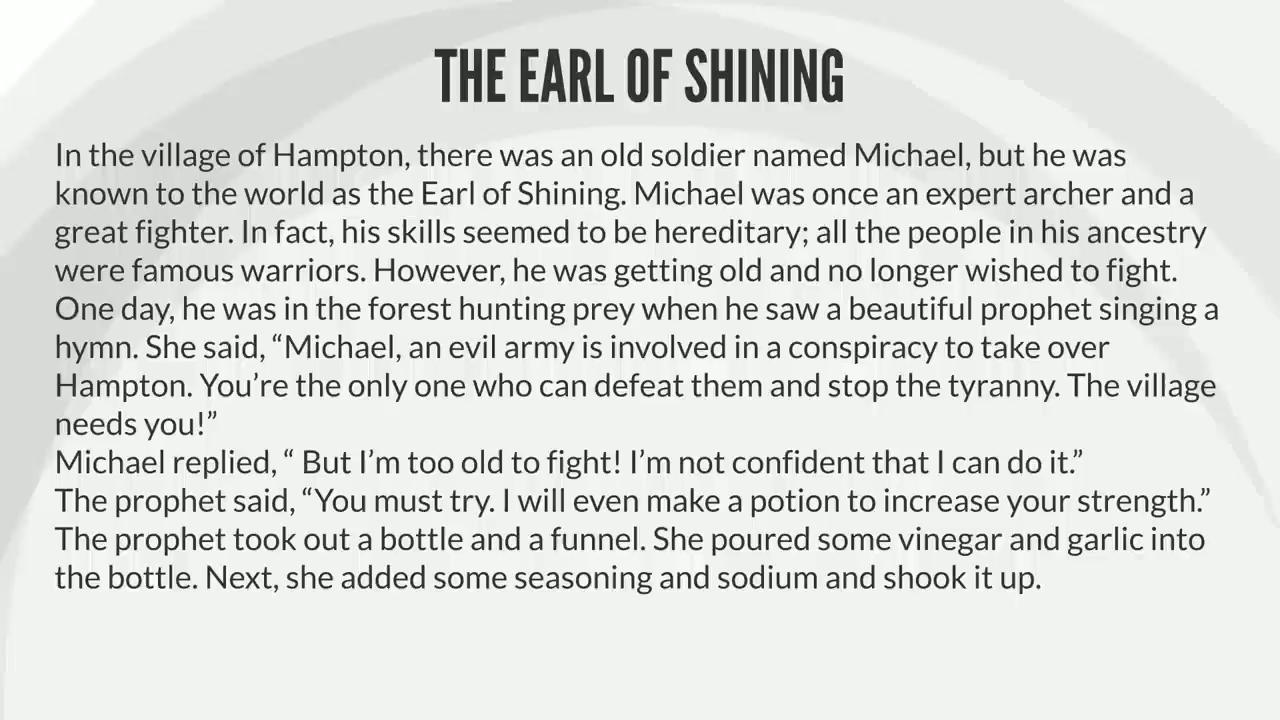 THE EARL OF SHINING
In the village of Hampton, there was an old soldier named Michael, but he was
known to the world as the Earl of Shining. Michael was once an expert archer and a
great fighter. In fact, his skills seemed to be hereditary; all the people in his ancestry
were famous warriors. However, he was getting old and no longer wished to fight.
One day, he was in the forest hunting prey when he saw a beautiful prophet singing a
hymn. She said, “Michael, an evil army is involved in a conspiracy to take over
Hampton. You’re the only one who can defeat them and stop the tyranny. The village
needs you!”
Michael replied, “ But I’m too old to fight! I’m not confident that I can do it.”
The prophet said, “You must try. I will even make a potion to increase your strength.”
The prophet took out a bottle and a funnel. She poured some vinegar and garlic into
the bottle. Next, she added some seasoning and sodium and shook it up.